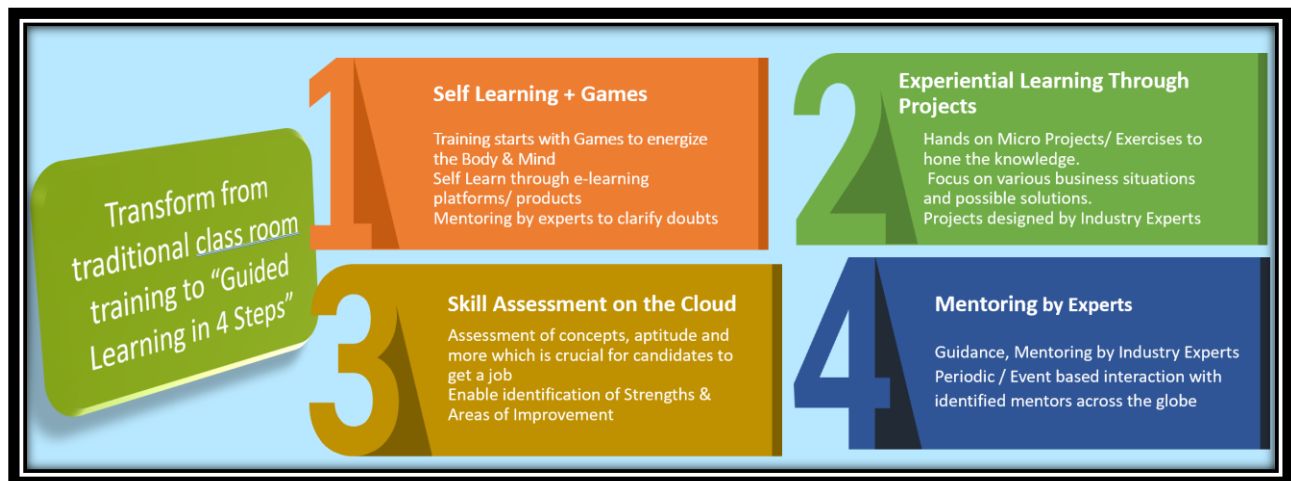 Transform from
traditional class room
training to “Guided
Learning in 4 Steps”
1
Self Learning + Games
Training starts with Games to energize
the Body & Mind
Self Learn through e-learning
platforms/ products
Mentoring by experts to clarify doubts
2
Experiential Learning Through
Projects
Hands on Micro Projects/ Exercises to
hone the knowledge.
Focus on various business situations
and possible solutions.
Projects designed by Industry Experts
3
Skill Assessment on the Cloud
Assessment of concepts, aptitude and
more which is crucial for candidates to
get a job
Enable identification of Strengths &
Areas of Improvement
4
Mentoring by Experts
Guidance, Mentoring by Industry Experts
Periodic / Event based interaction with
identified mentors across the globe